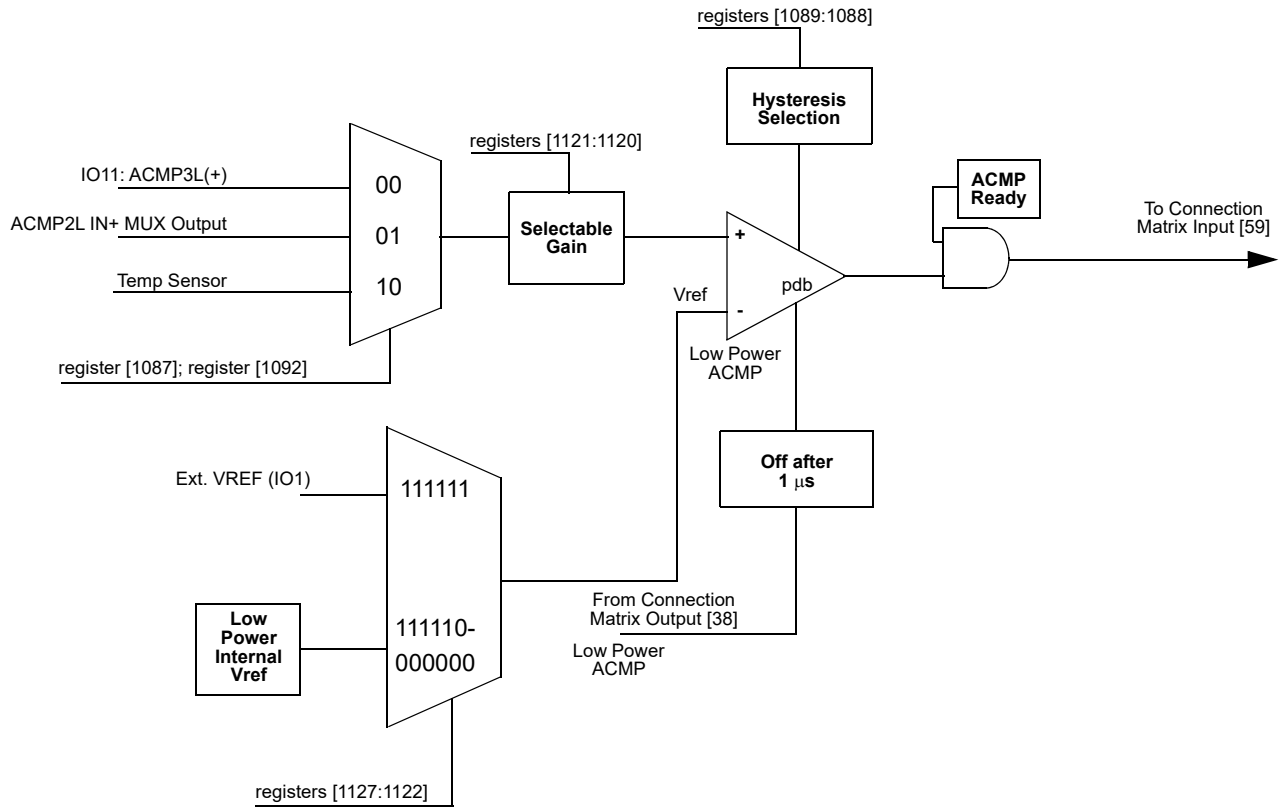 registers [1089:1088]
Hysteresis
Selection
registers [1121:1120]
IO11: ACMP3L(+)
ACMP2L IN+ MUX Output
Temp Sensor
00
01
10
register [1087]; register [1092]
Selectable
Gain
+
-
pdb
Vref
Low Power
ACMP
ACMP
Ready
To Connection
Matrix Input [59]
Off after
1 μs
From Connection
Matrix Output [38]
Low Power
ACMP
Ext. VREF (IO1)
111111
111110-
000000
Low
Power
Internal
Vref
registers [1127:1122]